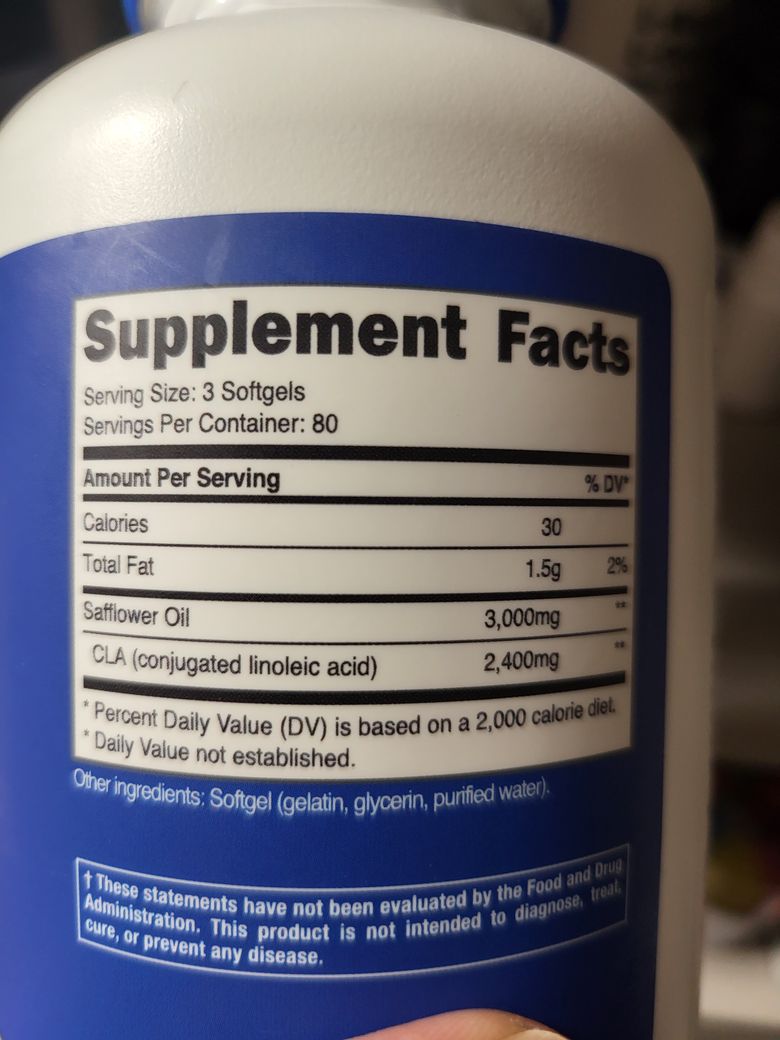 Supplement Facts
Serving Size: 3 Softgels
Servings Per Container: 80
Amount Per Serving % DV*
Calories 30
Total Fat 1.5g 2%
Safflower Oil 3,000mg **
CLA (conjugated linoleic acid) 2,400mg **
* Percent Daily Value (DV) is based on a 2,000 calorie diet.
* Daily Value not established.
Other ingredients: Softgel (gelatin, glycerin, purified water).
† These statements have not been evaluated by the Food and Drug
Administration. This product is not intended to diagnose, treat,
cure, or prevent any disease.